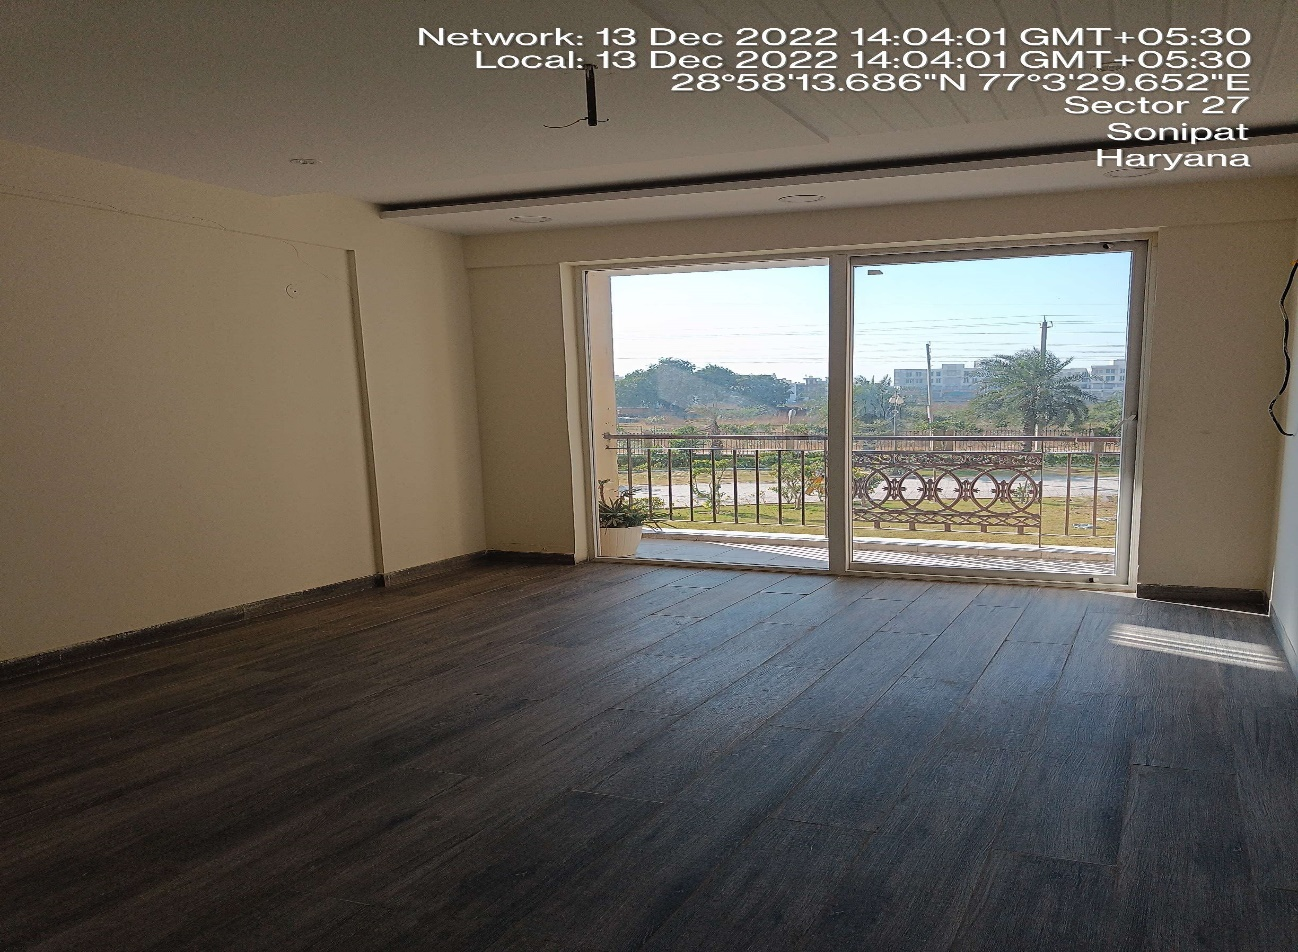 Network: 13 Dec 2022 14:04:01 GMT+05:30
Local: 13 Dec 2022 14:04:01 GMT+05:30
28°58'13.686"N 77°3'29.652"E
Sector 27
Sonipat
Haryana